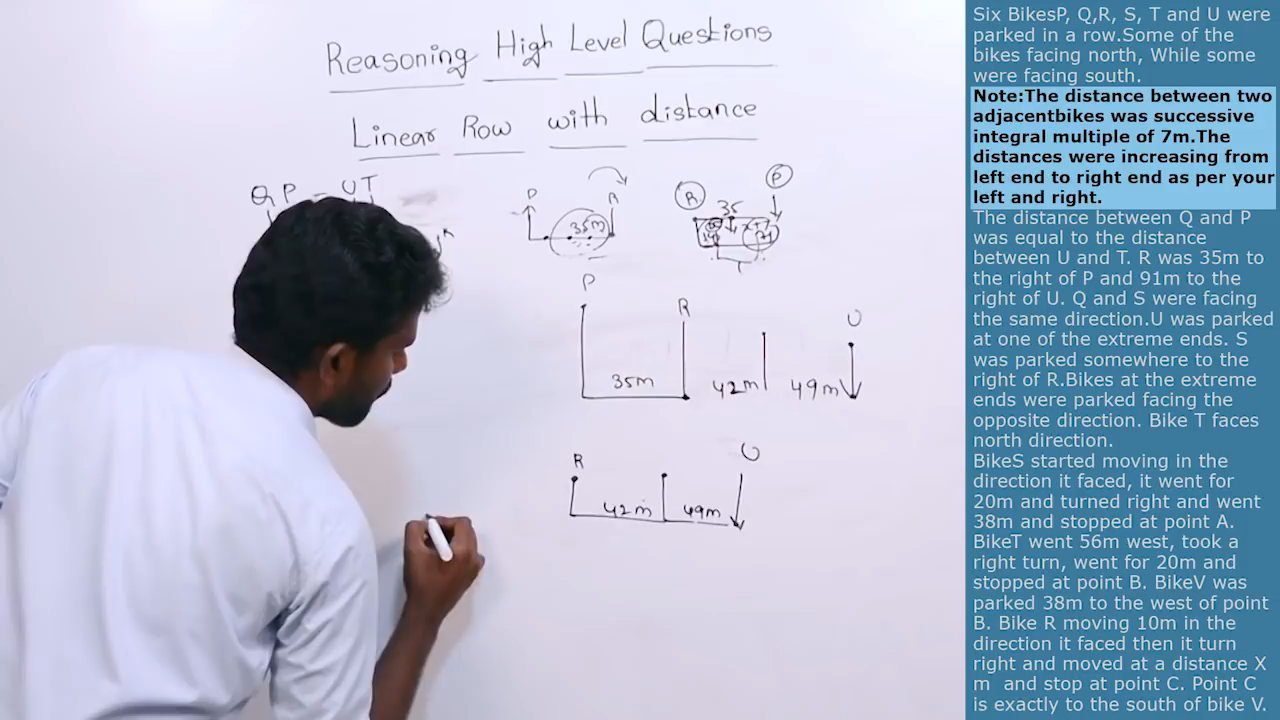 Reasoning High Level Questions
Linear Row with distance
Q P - U T
P
35m
R
35
P
P
R
U
35m
42m
49m
R
U
42m
49m
Six BikesP, Q,R, S, T and U were
parked in a row.Some of the
bikes facing north, While some
were facing south.
Note:The distance between two
adjacentbikes was successive
integral multiple of 7m.The
distances were increasing from
left end to right end as per your
left and right.
The distance between Q and P
was equal to the distance
between U and T. R was 35m to
the right of P and 91m to the
right of U. Q and S were facing
the same direction.U was parked
at one of the extreme ends. S
was parked somewhere to the
right of R.Bikes at the extreme
ends were parked facing the
opposite direction. Bike T faces
north direction.
BikeS started moving in the
direction it faced, it went for
20m and turned right and went
38m and stopped at point A.
BikeT went 56m west, took a
right turn, went for 20m and
stopped at point B. BikeV was
parked 38m to the west of point
B. Bike R moving 10m in the
direction it faced then it turn
right and moved at a distance X
m and stop at point C. Point C
is exactly to the south of bike V.